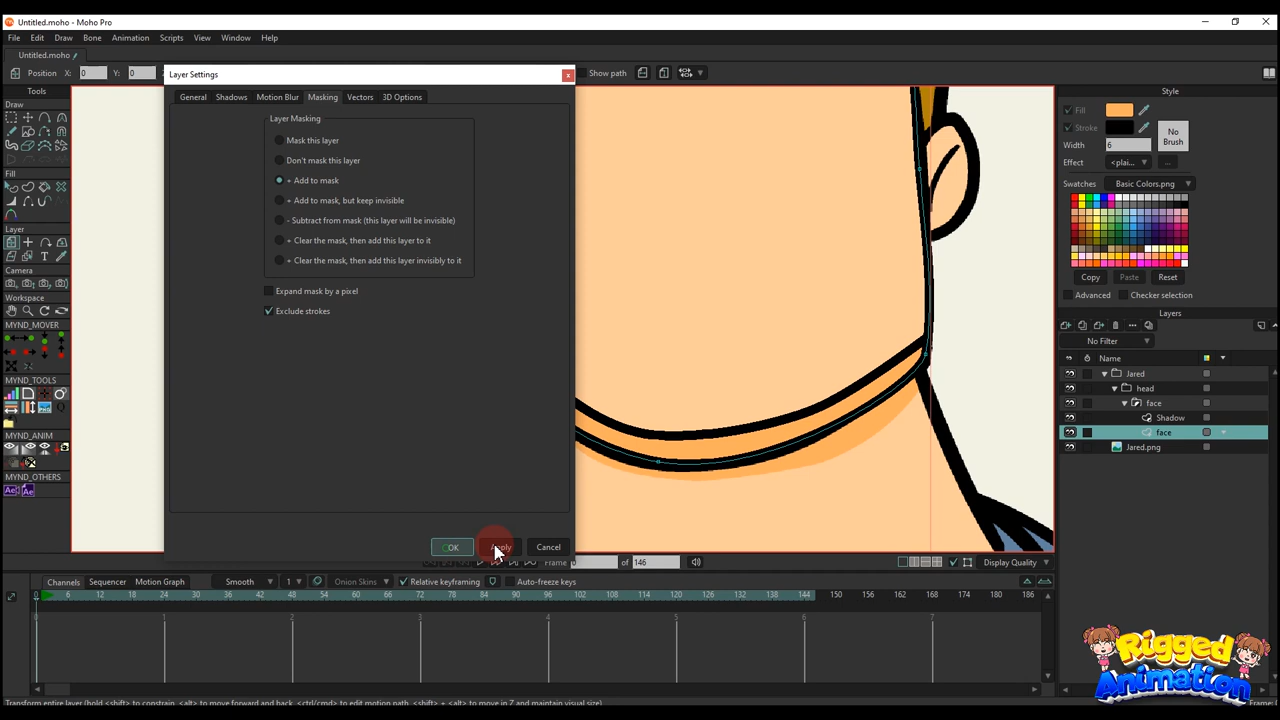 Untitled.moho - Moho Pro
File Edit Draw Bone Animation Scripts View Window Help
Untitled.moho
Position X: 0 Y: 0 Show path
Tools
Draw
Fill
Layer
Camera
Workspace
MYND_MOVER
MYND_TOOLS
MYND_ANIM
MYND_OTHERS
Layer Settings
General Shadows Motion Blur Masking Vectors 3D Options
Layer Masking
Mask this layer
Don't mask this layer
+ Add to mask
+ Add to mask, but keep invisible
- Subtract from mask (this layer will be invisible)
+ Clear the mask, then add this layer to it
+ Clear the mask, then add this layer invisibly to it
Expand mask by a pixel
Exclude strokes
OK Apply Cancel
Style
Fill
Stroke
No Brush
Width 6
Effect <plai...
Swatches Basic Colors.png
Copy Paste Reset
Advanced Checker selection
Layers
No Filter
Name
Jared
head
face
Shadow
face
Jared.png
Frame 0 of 146 Display Quality
Channels Sequencer Motion Graph Smooth 1 Onion Skins Relative keyframing Auto-freeze keys
0 6 12 18 24 30 36 42 48 54 60 66 72 78 84 90 96 102 108 114 120 126 132 138 144 150 156 162 168 174 180 186
0 1 2 3 4 5 6 7
Transform entire layer (hold <shift> to constrain, <alt> to move forward and back, <ctrl/cmd> to edit motion path, <shift> + <alt> to move in Z and maintain visual size)
Frame:
Rigged
Animation